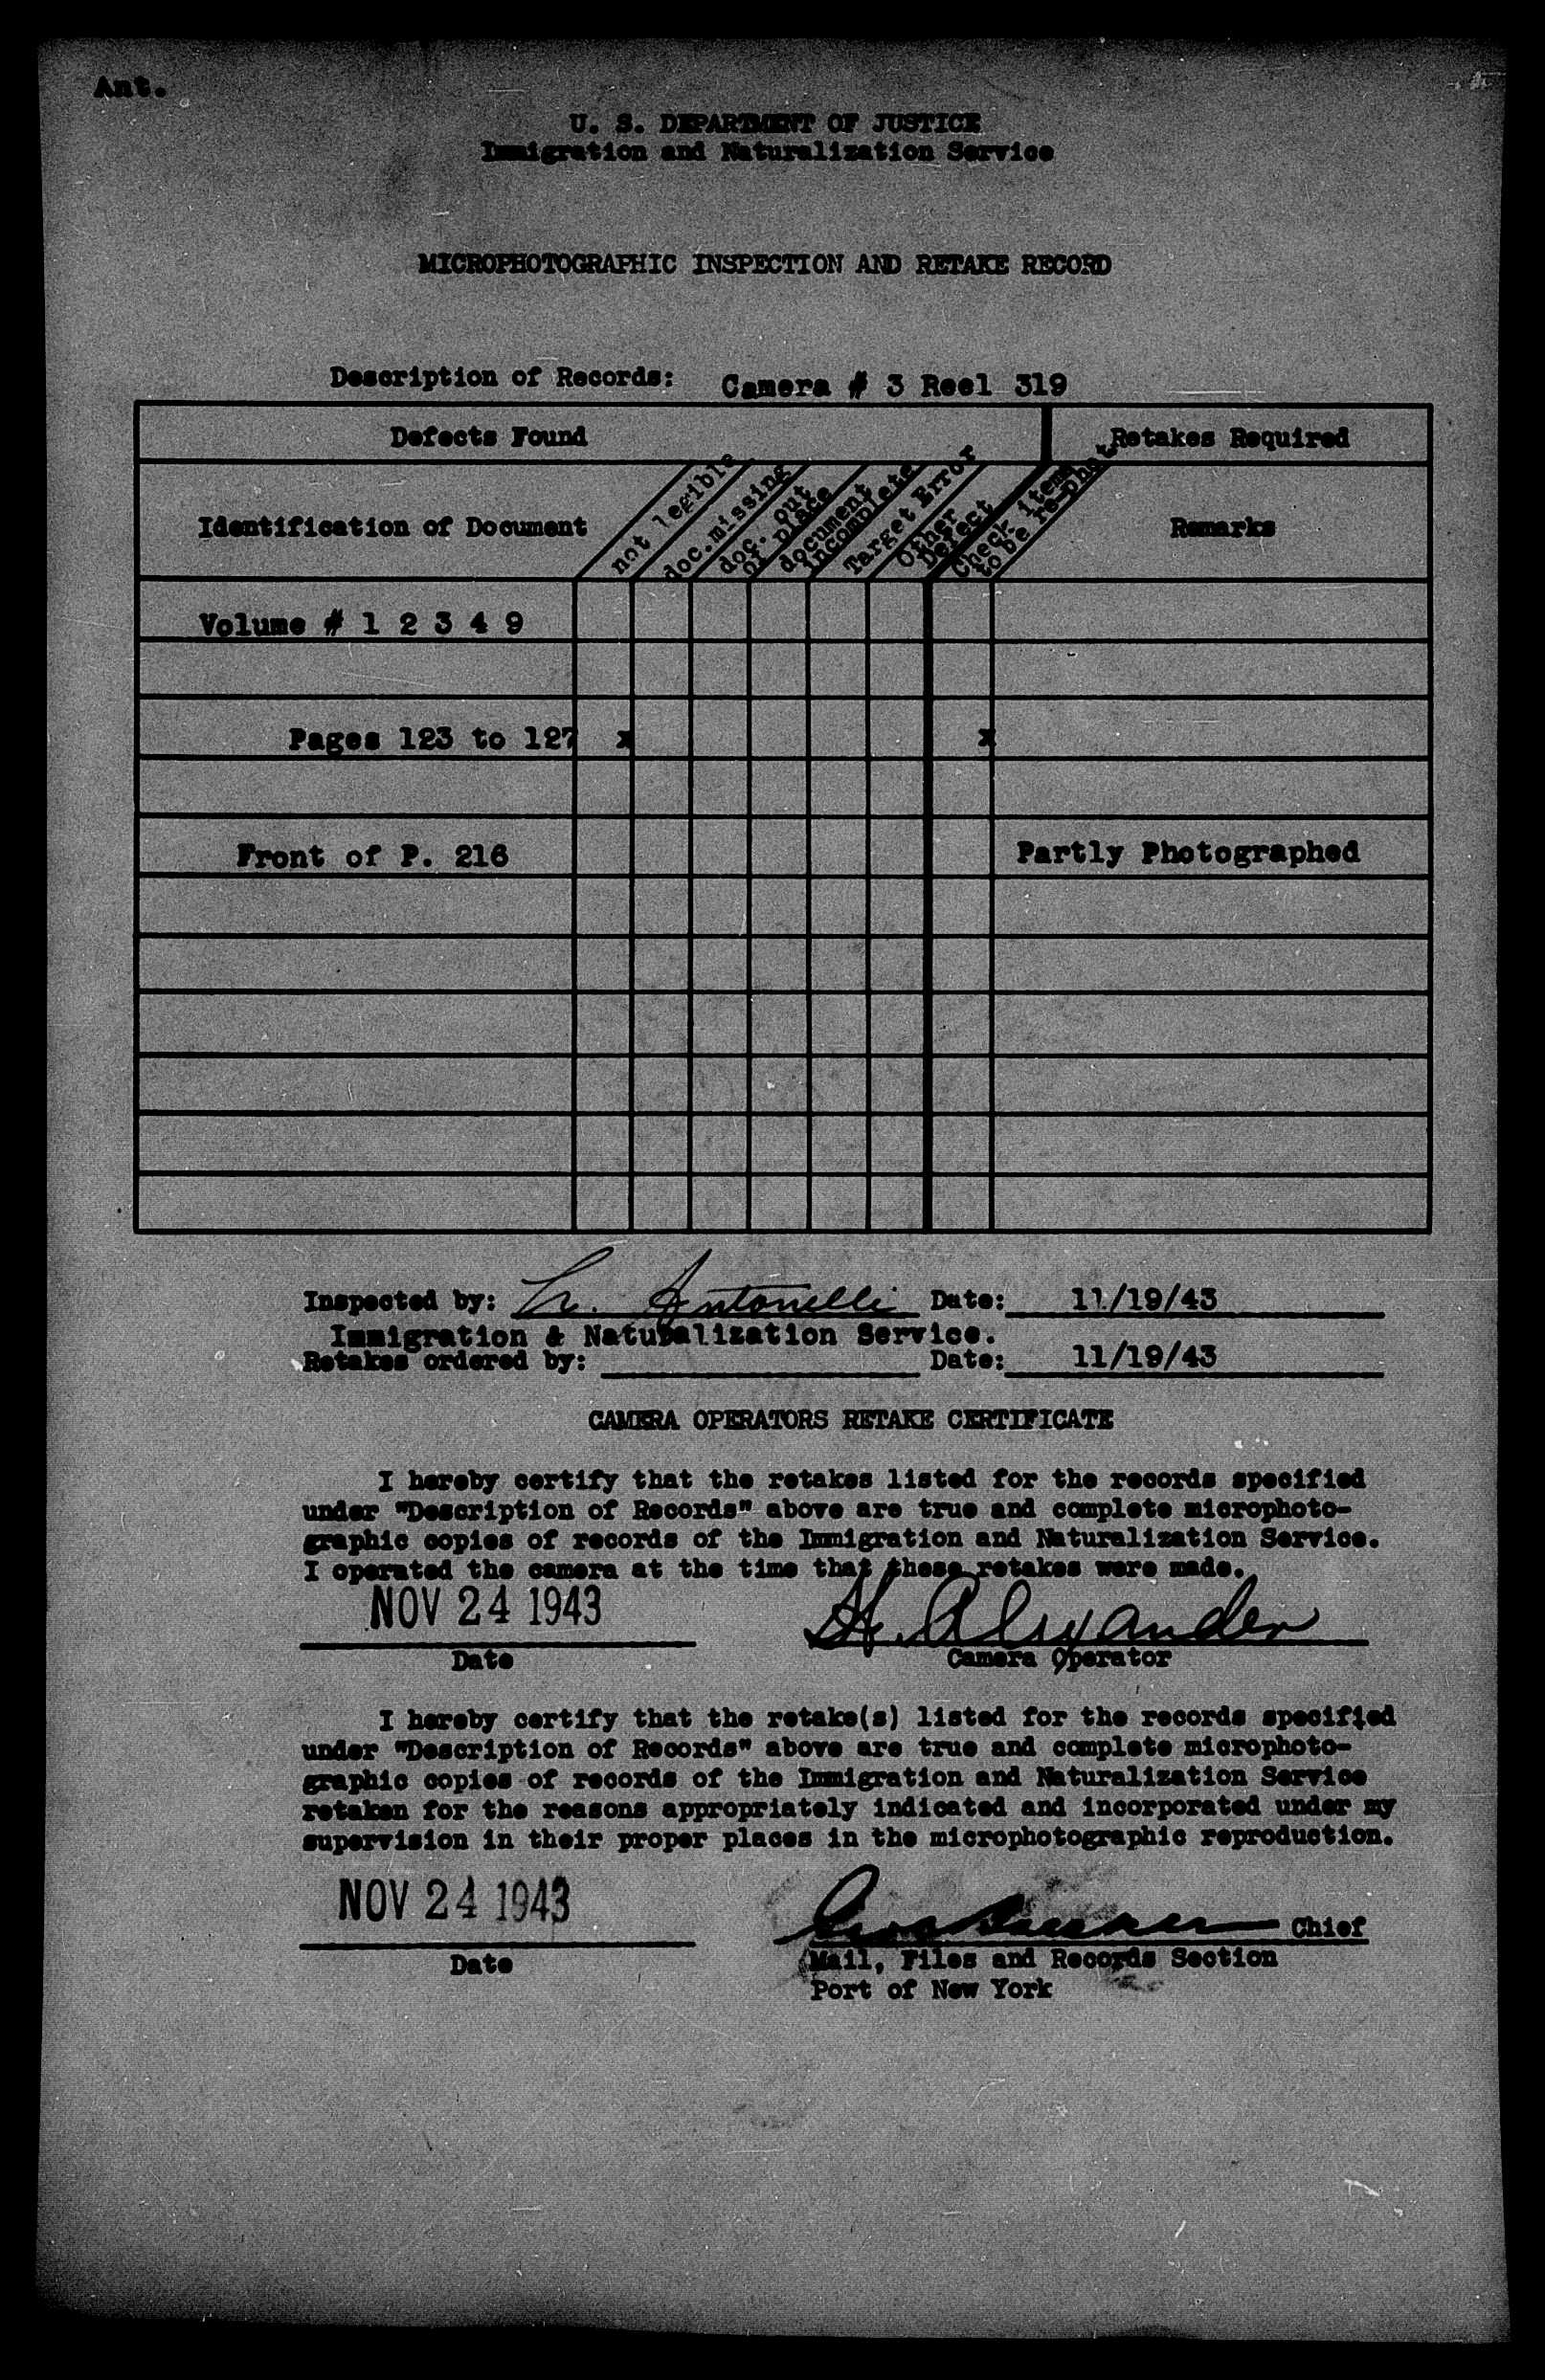 Ant.
U. S. DEPARTMENT OF JUSTICE
Immigration and Naturalization Service
MICROPHOTOGRAPHIC INSPECTION AND RETAKE RECORD
Description of Records: Camera # 3 Reel 319
Defects Found Retakes Required
Identification of Document
not legible
doc. missing
doc. out
of place
document
incomplete
Target Error
Other
Defect
Check item
to be re-phot.
Remarks
Volume # 1 2 3 4 9
Pages 123 to 127 x x
Front of P. 216 Partly Photographed
Inspected by: Antonelli Date: 11/19/43
Immigration & Naturalization Service.
Retakes ordered by: Date: 11/19/43
CAMERA OPERATORS RETAKE CERTIFICATE
I hereby certify that the retakes listed for the records specified
under "Description of Records" above are true and complete microphoto-
graphic copies of records of the Immigration and Naturalization Service.
I operated the camera at the time that these retakes were made.
NOV 24 1943 H. Alexander
Date Camera Operator
I hereby certify that the retake(s) listed for the records specified
under "Description of Records" above are true and complete microphoto-
graphic copies of records of the Immigration and Naturalization Service
retaken for the reasons appropriately indicated and incorporated under my
supervision in their proper places in the microphotographic reproduction.
NOV 24 1943 Chief
Date Mail, Files and Records Section
Port of New York